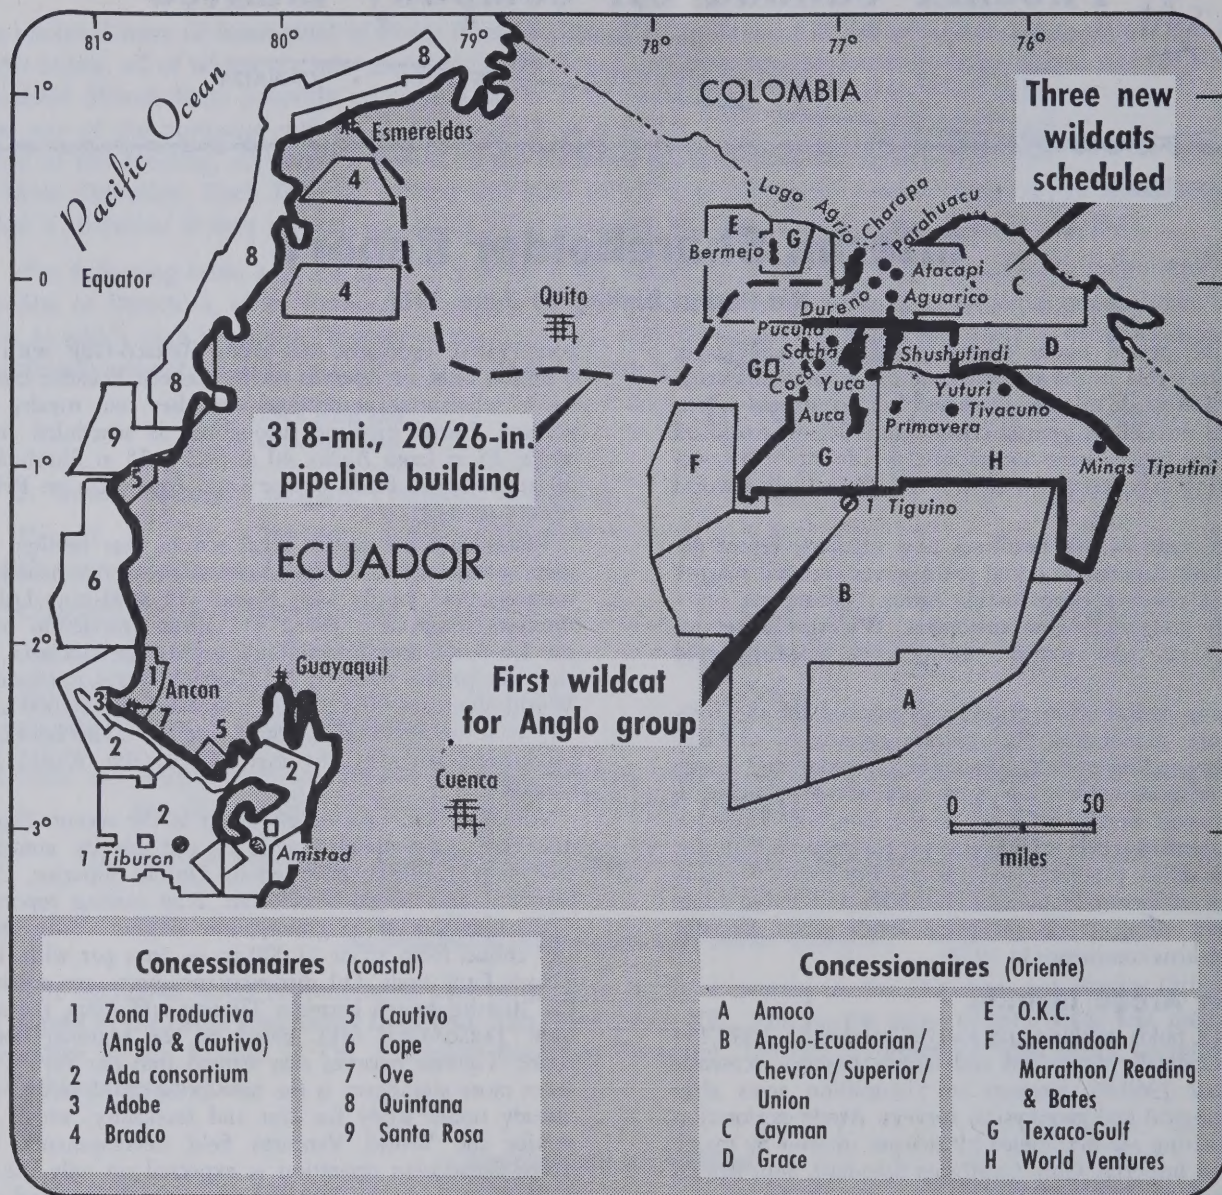 81°
80°
79°
78°
77°
76°
1°
0
1°
2°
3°
Pacific Ocean
Equator
8
8
8
4
4
9
5
6
1
3
7
2
5
2
2
Esmereldas
COLOMBIA
Three new
wildcats
scheduled
Quito
Lago Agrio
Charapa
Parahuacu
E
G
Bermejo
Atacapi
C
Dureno
Aguarico
Pucuna
D
Sacha
Shushufindi
G
Coca
Yuca
Yuturi
Tivacuno
Auca
Primavera
F
G
H
Minas Tiputini
1 Tiguino
B
A
318-mi., 20/26-in.
pipeline building
ECUADOR
Guayaquil
Ancon
First wildcat
for Anglo group
Cuenca
1 Tiburon
Amistad
0 50
miles
Concessionaires (coastal)
1 Zona Productiva
(Anglo & Cautivo)
2 Ada consortium
3 Adobe
4 Bradco
5 Cautivo
6 Cope
7 Ove
8 Quintana
9 Santa Rosa
Concessionaires (Oriente)
A Amoco
B Anglo-Ecuadorian/
Chevron/Superior/
Union
C Cayman
D Grace
E O.K.C.
F Shenandoah/
Marathon/Reading
& Bates
G Texaco-Gulf
H World Ventures